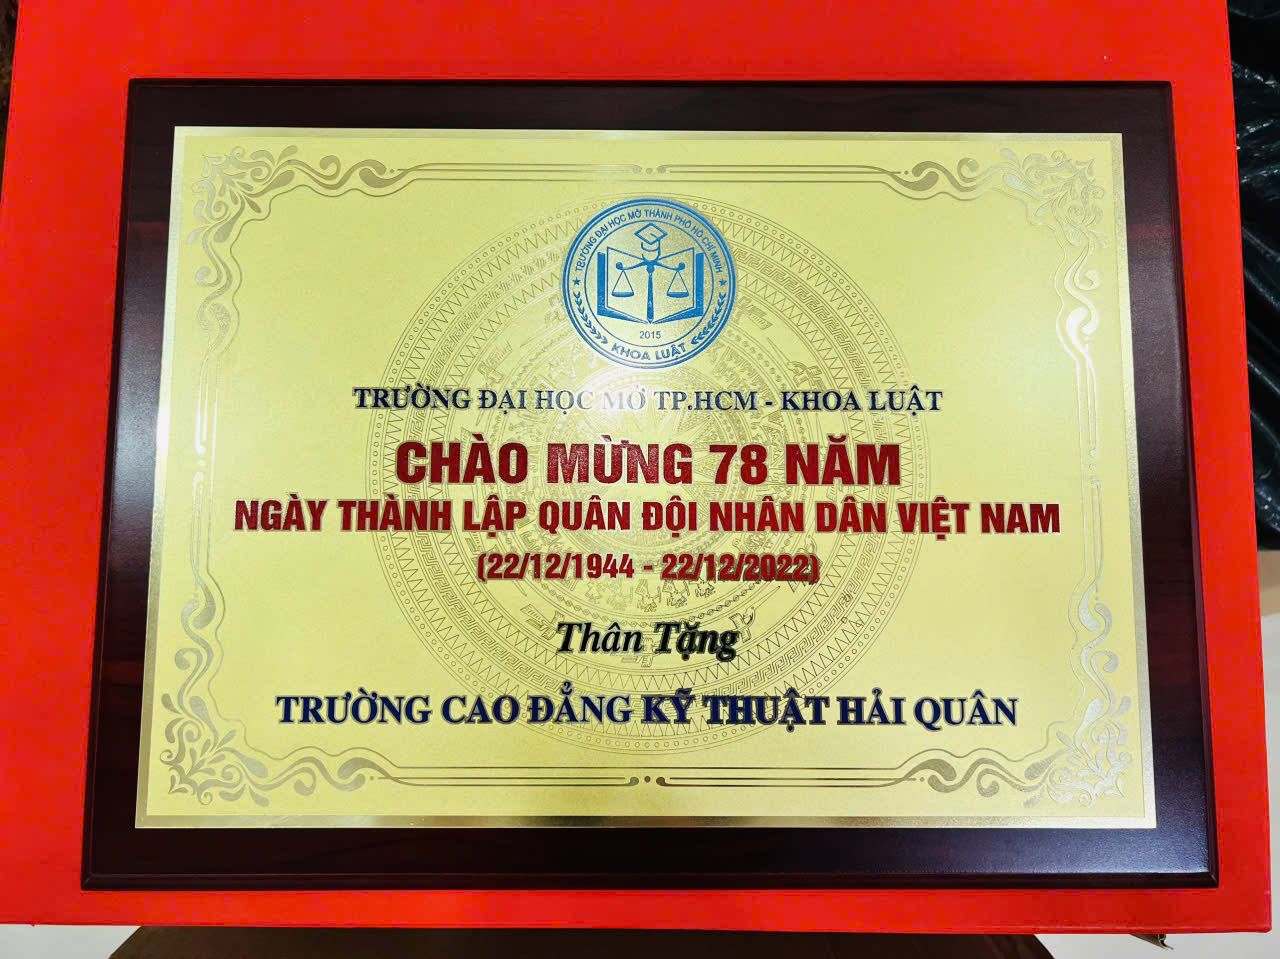 ★ TRƯỜNG ĐẠI HỌC MỞ THÀNH PHỐ HỒ CHÍ MINH ★
2015
KHOA LUẬT
TRƯỜNG ĐẠI HỌC MỞ TP.HCM - KHOA LUẬT
CHÀO MỪNG 78 NĂM
NGÀY THÀNH LẬP QUÂN ĐỘI NHÂN DÂN VIỆT NAM
(22/12/1944 - 22/12/2022)
Thân Tặng
TRƯỜNG CAO ĐẲNG KỸ THUẬT HẢI QUÂN